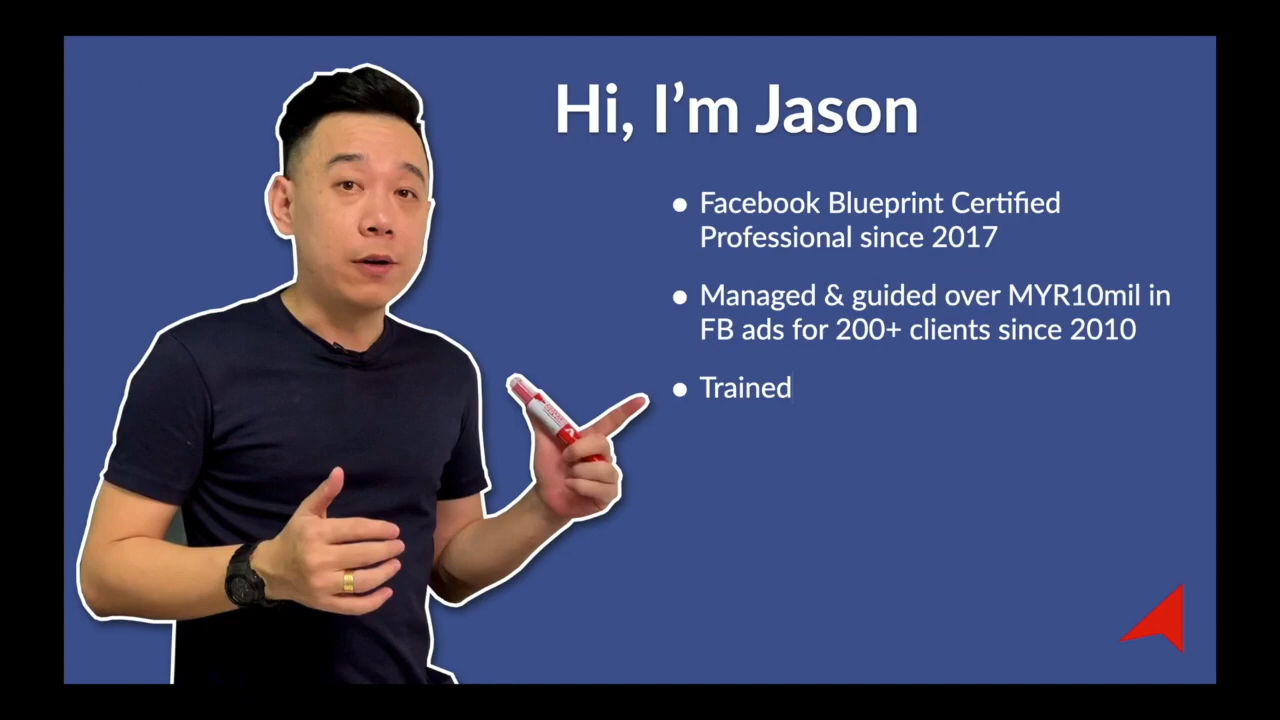 Hi, I’m Jason
● Facebook Blueprint Certified
Professional since 2017
● Managed & guided over MYR10mil in
FB ads for 200+ clients since 2010
● Trained